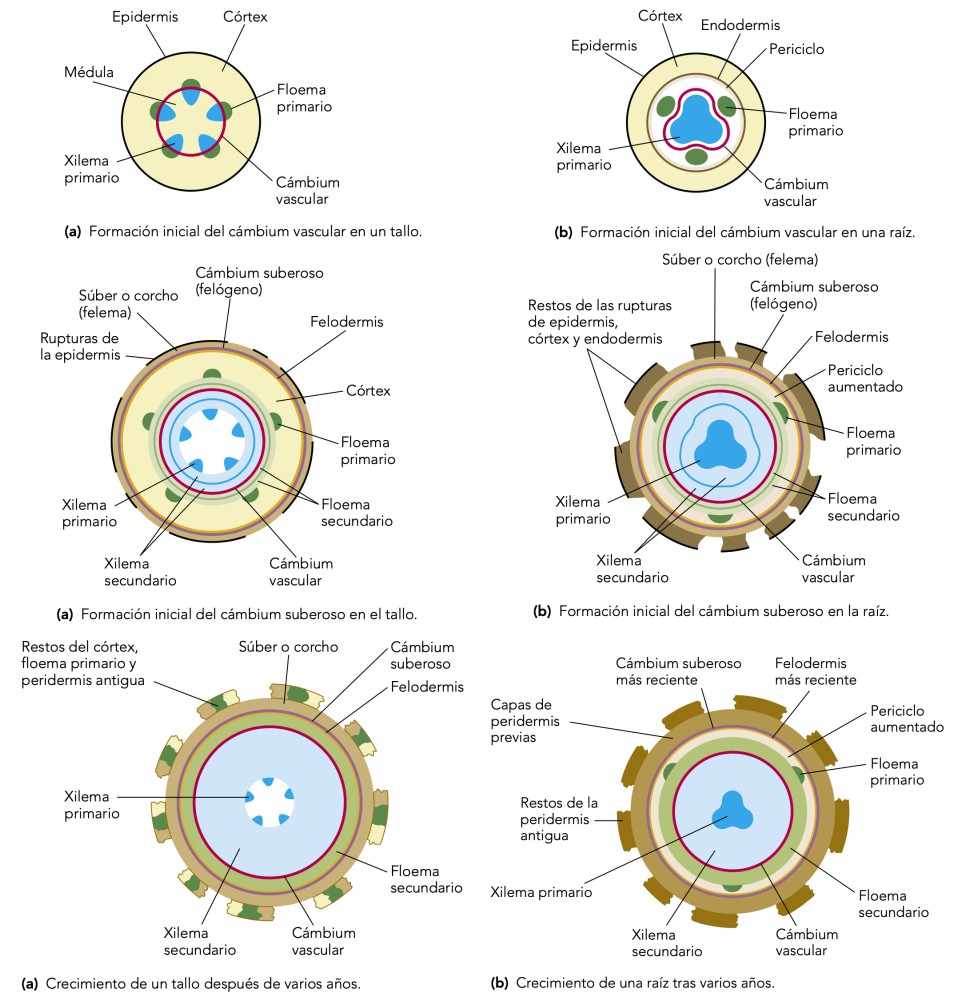 Epidermis
Córtex
Médula
Floema
primario
Xilema
primario
Cámbium
vascular
(a) Formación inicial del cámbium vascular en un tallo.
Córtex
Endodermis
Epidermis
Periciclo
Floema
primario
Xilema
primario
Cámbium
vascular
(b) Formación inicial del cámbium vascular en una raíz.
Cámbium suberoso
(felógeno)
Súber o corcho
(felema)
Rupturas de
la epidermis
Felodermis
Córtex
Floema
primario
Xilema
primario
Floema
secundario
Xilema
secundario
Cámbium
vascular
(a) Formación inicial del cámbium suberoso en el tallo.
Súber o corcho (felema)
Cámbium suberoso
(felógeno)
Restos de las rupturas
de epidermis,
córtex y endodermis
Felodermis
Periciclo
aumentado
Floema
primario
Xilema
primario
Floema
secundario
Xilema
secundario
Cámbium
vascular
(b) Formación inicial del cámbium suberoso en la raíz.
Restos del córtex,
floema primario y
peridermis antigua
Súber o corcho
Cámbium
suberoso
Felodermis
Xilema
primario
Floema
secundario
Xilema
secundario
Cámbium
vascular
(a) Crecimiento de un tallo después de varios años.
Cámbium suberoso
más reciente
Felodermis
más reciente
Capas de
peridermis
previas
Periciclo
aumentado
Floema
primario
Restos de la
peridermis
antigua
Xilema primario
Floema
secundario
Xilema
secundario
Cámbium
vascular
(b) Crecimiento de una raíz tras varios años.